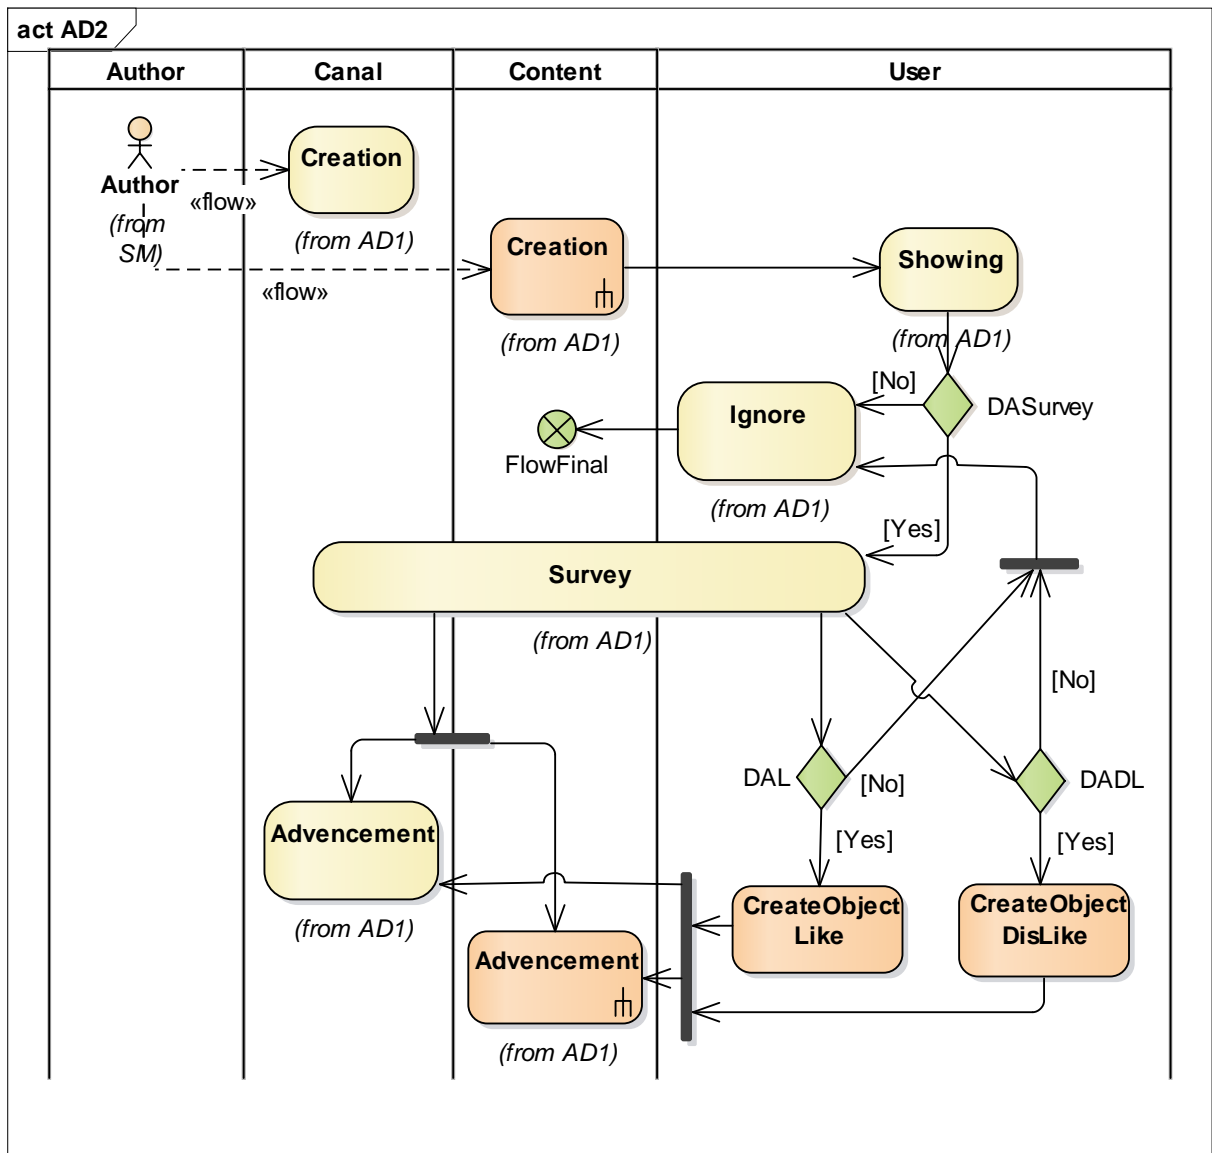 act AD2
Author
Canal
Content
User
Creation
Author
«flow»
(from
SM)
(from AD1)
Creation
Showing
«flow»
(from AD1)
(from AD1)
[No]
DASurvey
Ignore
FlowFinal
(from AD1)
[Yes]
Survey
(from AD1)
[No]
DAL
[No]
DADL
Advencement
[Yes]
[Yes]
(from AD1)
CreateObject
Like
CreateObject
DisLike
Advencement
(from AD1)